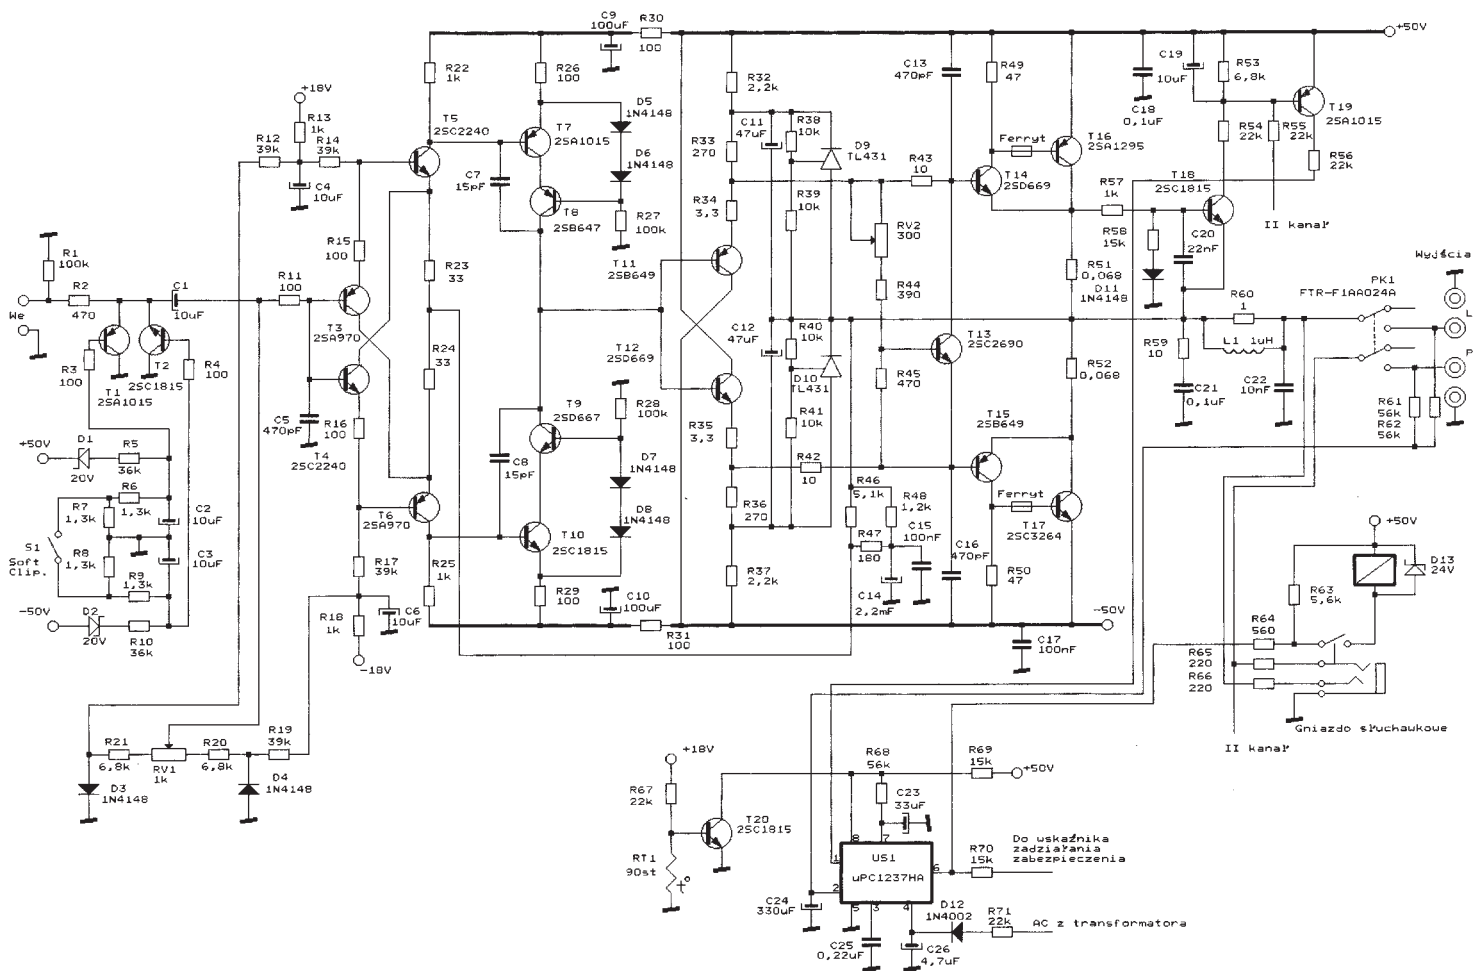 C9
100uF
R30
100
+50V
R22
1k
R26
100
D5
1N4148
R32
2,2k
C13
470pF
R49
47
C19
10uF
R53
6,8k
C18
0,1uF
T19
2SA1015
+18V
R13
1k
R12
39k
R14
39k
T5
2SC2240
T7
2SA1015
D6
1N4148
R33
270
C11
47uF
R38
10k
D9
TL431
R43
10
Ferryt
T16
2SA1295
T14
2SD669
R54
22k
R55
22k
R56
22k
C4
10uF
C7
15pF
T8
2SB647
R27
100k
R34
3,3
R39
10k
RV2
300
R57
1k
T18
2SC1815
R58
15k
C20
22nF
II kanał
R1
100k
R15
100
R23
33
T11
2SB649
R44
390
R51
0,068
D11
1N4148
PK1
FTR-F1AA024A
Wyjścia
L
P
R2
470
C1
10uF
R11
100
We
T3
2SA970
R24
33
T12
2SD669
C12
47uF
R40
10k
T13
2SC2690
R60
1
L1 1uH
R59
10
R3
100
T1
2SA1015
T2
2SC1815
R4
100
D10
TL431
R45
470
R52
0,068
C21
0,1uF
C22
10nF
C5
470pF
T4
2SC2240
R16
100
T9
2SD667
R28
100k
R35
3,3
R41
10k
T15
2SB649
R61
56k
R62
56k
+50V
D1
20V
R5
36k
C8
15pF
D7
1N4148
R42
10
R46
5,1k
R48
1,2k
Ferryt
T17
2SC3264
R6
1,3k
R7
1,3k
C2
10uF
T6
2SA970
T10
2SC1815
D8
1N4148
R36
270
R47
180
C15
100nF
C16
470pF
S1
Soft
Clip.
R8
1,3k
R9
1,3k
C3
10uF
R17
39k
R25
1k
R29
100
C10
100uF
R37
2,2k
C14
2,2mF
R50
47
+50V
D13
24V
R63
5,6k
-50V
D2
20V
R10
36k
R18
1k
C6
10uF
-18V
R31
100
-50V
C17
100nF
R64
560
R65
220
R66
220
Gniazdo słuchawkowe
II kanał
R21
6,8k
RV1
1k
R20
6,8k
R19
39k
D3
1N4148
D4
1N4148
+18V
R67
22k
T20
2SC1815
RT1
90st
t°
R68
56k
R69
15k
+50V
C23
33uF
8
7
1
US1
uPC1237HA
6
2
5
3
4
R70
15k
Do wskaźnika
zadziałania
zabezpieczenia
C24
330uF
C25
0,22uF
D12
1N4002
R71
22k
AC z transformatora
C26
4,7uF